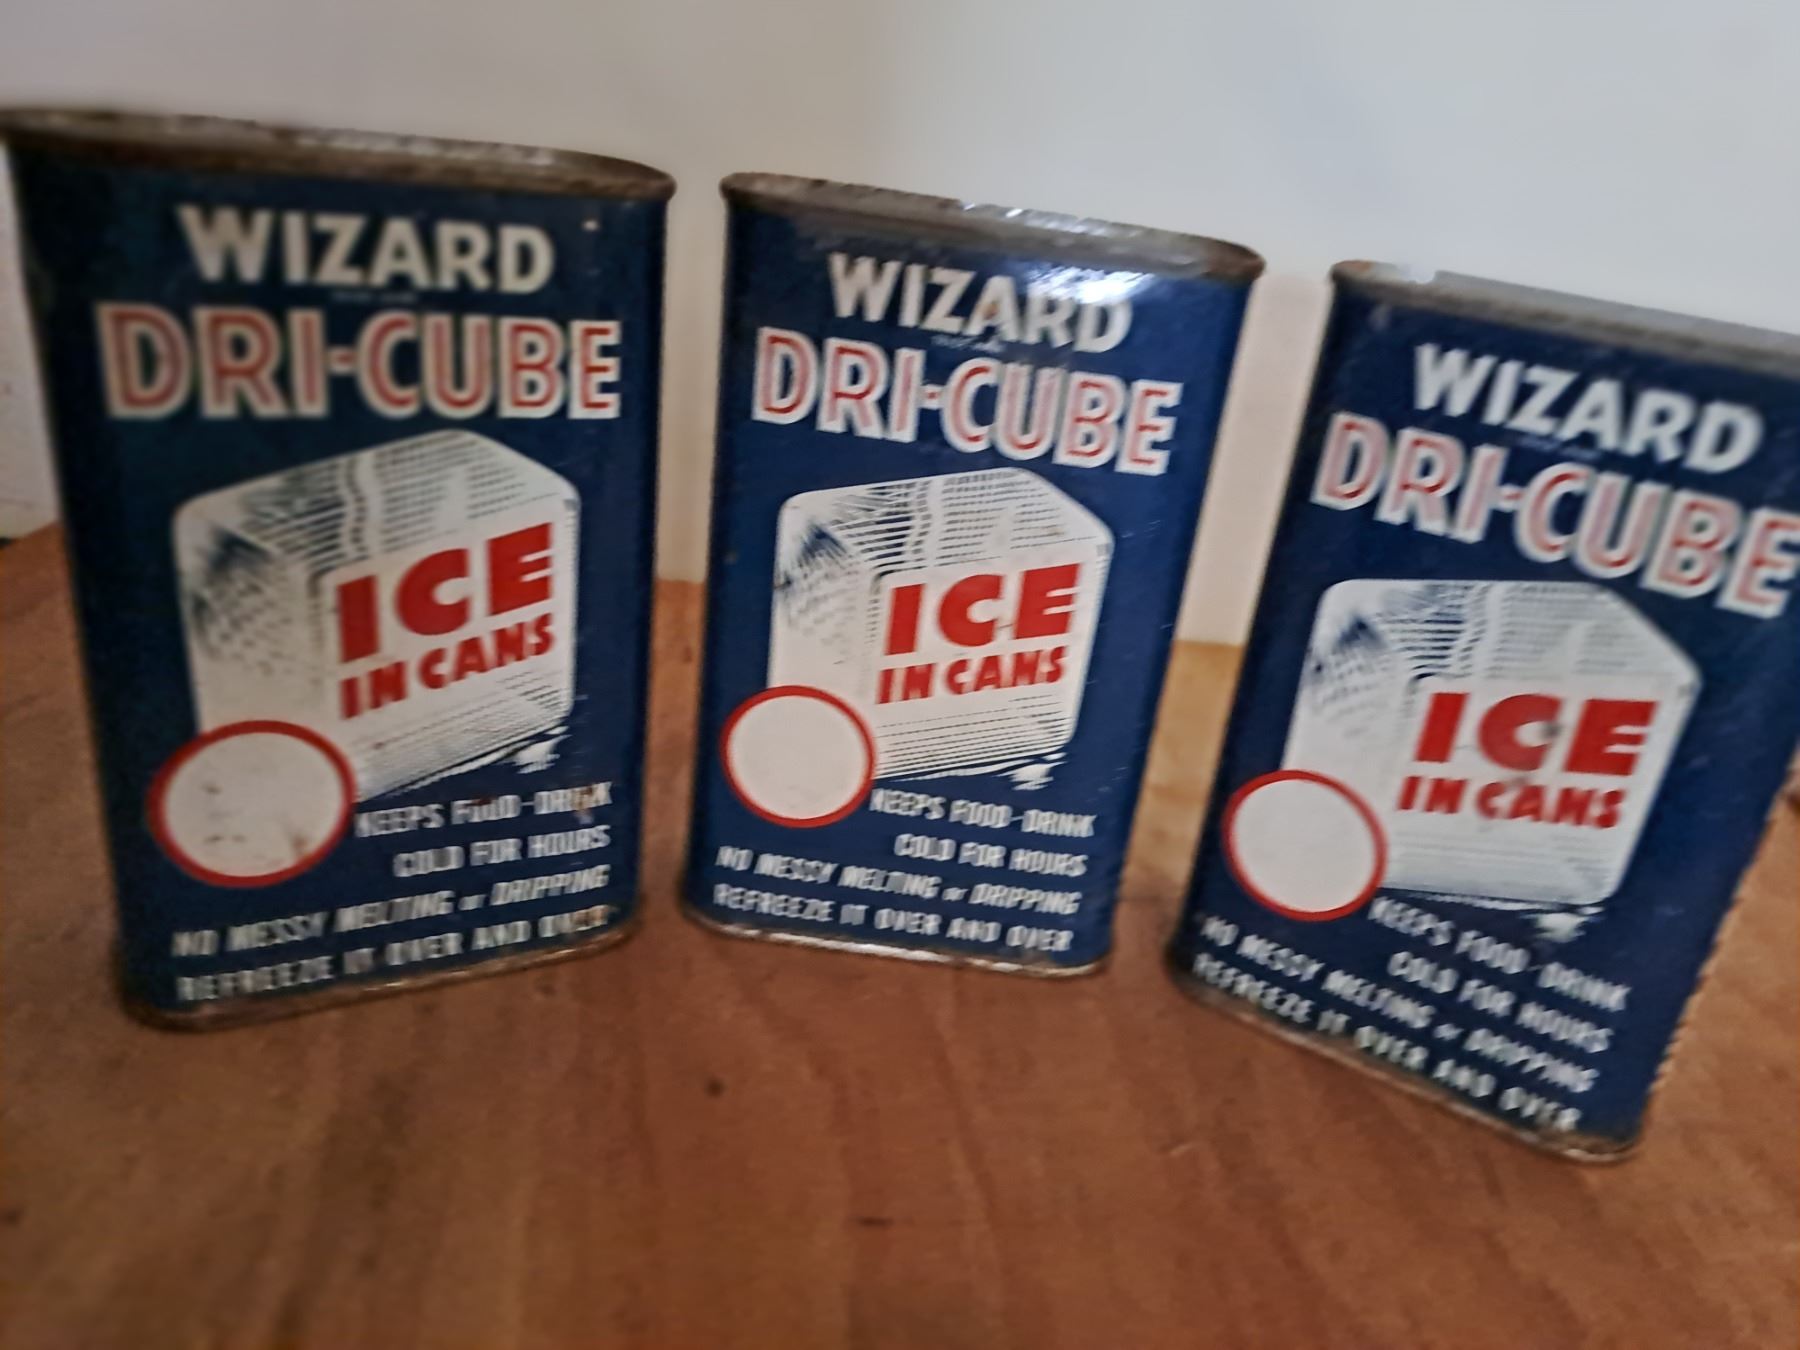 WIZARD
DRI-CUBE
ICE
IN CANS
KEEPS FOOD-DRINK
COLD FOR HOURS
NO MESSY MELTING or DRIPPING
REFREEZE IT OVER AND OVER
WIZARD
DRI-CUBE
ICE
IN CANS
KEEPS FOOD-DRINK
COLD FOR HOURS
NO MESSY MELTING or DRIPPING
REFREEZE IT OVER AND OVER
WIZARD
DRI-CUBE
ICE
IN CANS
KEEPS FOOD-DRINK
COLD FOR HOURS
NO MESSY MELTING or DRIPPING
REFREEZE IT OVER AND OVER